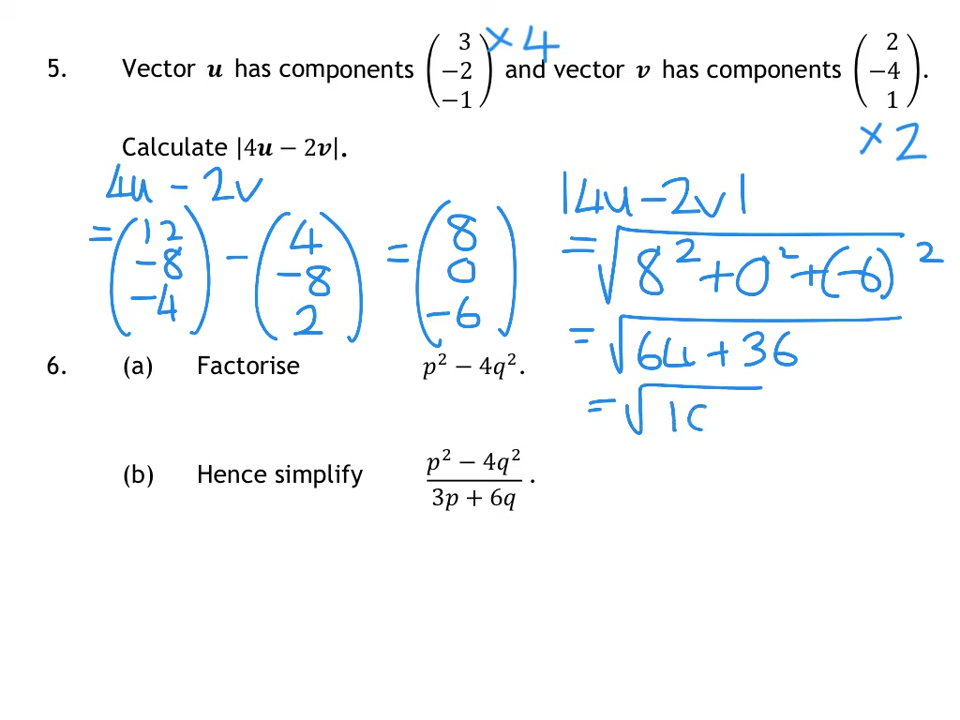 5. Vector u has components (3 −2 −1) ×4 and vector v has components (2 −4 1). ×2
Calculate |4u − 2v|.
4u − 2v
= (12 −8 −4) − (4 −8 2) = (8 0 −6)
|4u−2v|
= √8² + 0² + (−6)²
= √64 + 36
= √10
6. (a) Factorise p² − 4q².
(b) Hence simplify p² − 4q² / 3p + 6q .